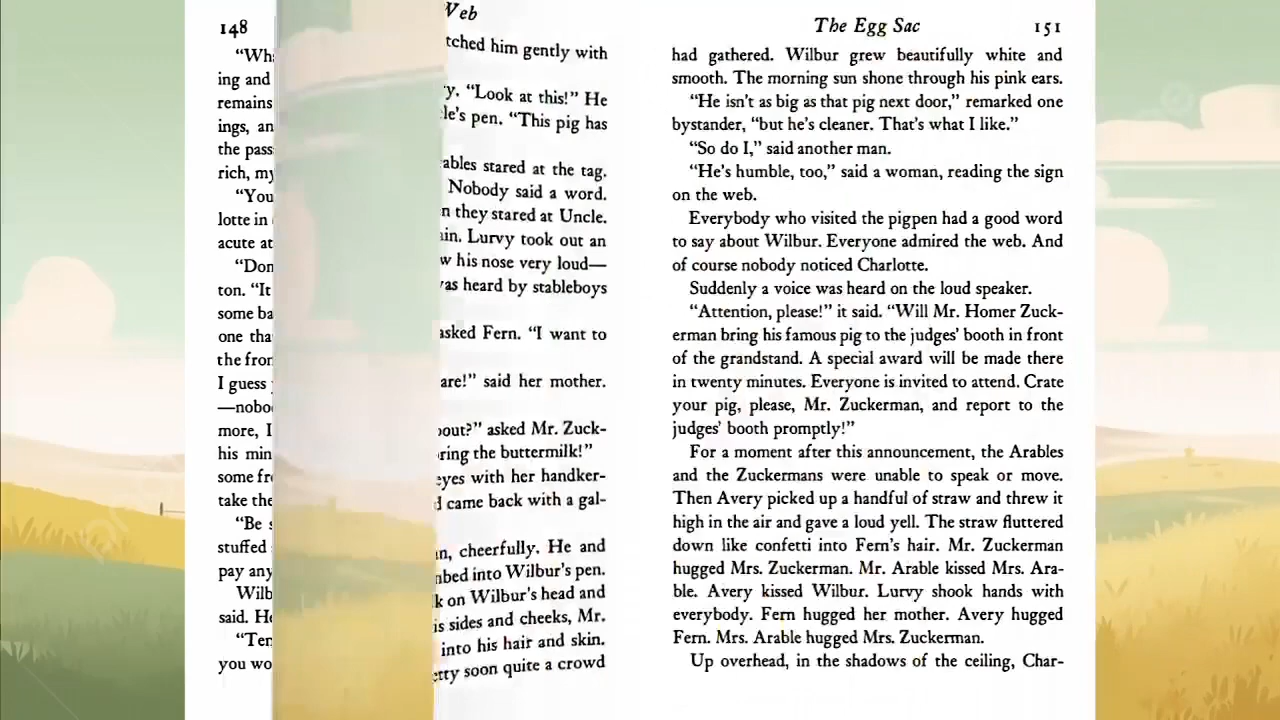 148
"Wh
ing and
remains
ings, an
the pass
rich, my
"You
lotte in
acute at
"Don
ton. "It
some ba
one tha
the fror
I guess
—nobo
more, I
his min
some fr
take the
"Be s
stuffed
pay any
Wilb
said. He
"Ter
you wo
Web
tched him gently with
y. "Look at this!" He
le's pen. "This pig has
ables stared at the tag.
Nobody said a word.
n they stared at Uncle.
ain. Lurvy took out an
w his nose very loud—
as heard by stableboys
asked Fern. "I want to
are!" said her mother.
out?" asked Mr. Zuck-
ring the buttermilk!"
eyes with her handker-
d came back with a gal-
n, cheerfully. He and
nbed into Wilbur's pen.
k on Wilbur's head and
is sides and cheeks, Mr.
into his hair and skin.
etty soon quite a crowd
The Egg Sac 151
had gathered. Wilbur grew beautifully white and
smooth. The morning sun shone through his pink ears.
"He isn't as big as that pig next door," remarked one
bystander, "but he's cleaner. That's what I like."
"So do I," said another man.
"He's humble, too," said a woman, reading the sign
on the web.
Everybody who visited the pigpen had a good word
to say about Wilbur. Everyone admired the web. And
of course nobody noticed Charlotte.
Suddenly a voice was heard on the loud speaker.
"Attention, please!" it said. "Will Mr. Homer Zuck-
erman bring his famous pig to the judges' booth in front
of the grandstand. A special award will be made there
in twenty minutes. Everyone is invited to attend. Crate
your pig, please, Mr. Zuckerman, and report to the
judges' booth promptly!"
For a moment after this announcement, the Arables
and the Zuckermans were unable to speak or move.
Then Avery picked up a handful of straw and threw it
high in the air and gave a loud yell. The straw fluttered
down like confetti into Fern's hair. Mr. Zuckerman
hugged Mrs. Zuckerman. Mr. Arable kissed Mrs. Ara-
ble. Avery kissed Wilbur. Lurvy shook hands with
everybody. Fern hugged her mother. Avery hugged
Fern. Mrs. Arable hugged Mrs. Zuckerman.
Up overhead, in the shadows of the ceiling, Char-